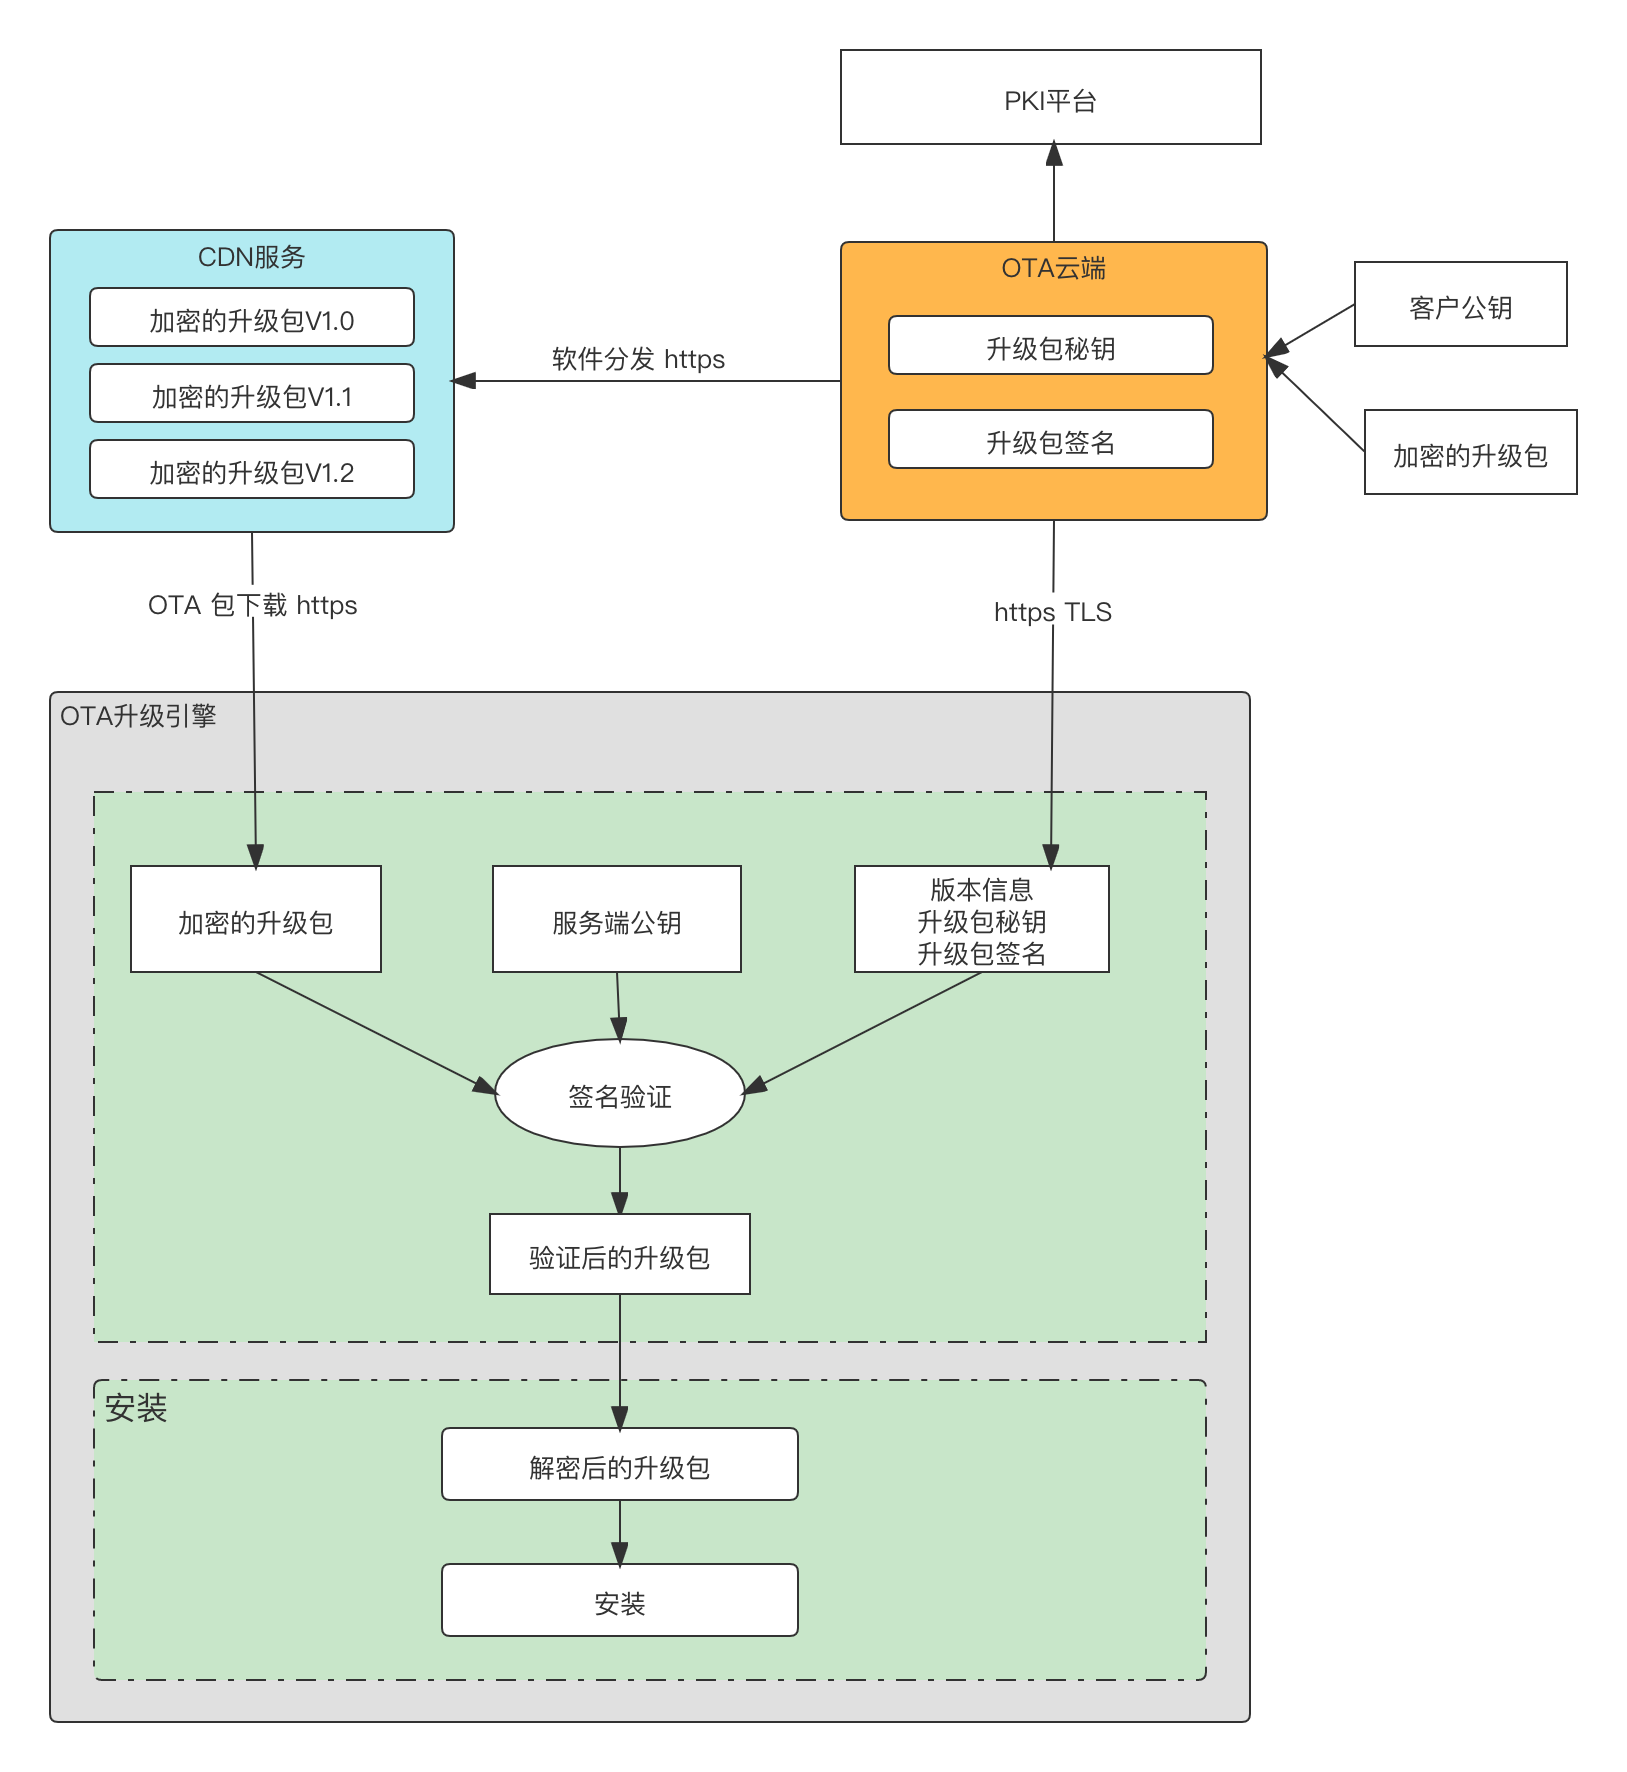 PKI平台
CDN服务
加密的升级包V1.0
加密的升级包V1.1
加密的升级包V1.2
软件分发 https
OTA云端
升级包秘钥
升级包签名
客户公钥
加密的升级包
OTA 包下载 https
https TLS
OTA升级引擎
加密的升级包
服务端公钥
版本信息
升级包秘钥
升级包签名
签名验证
验证后的升级包
安装
解密后的升级包
安装